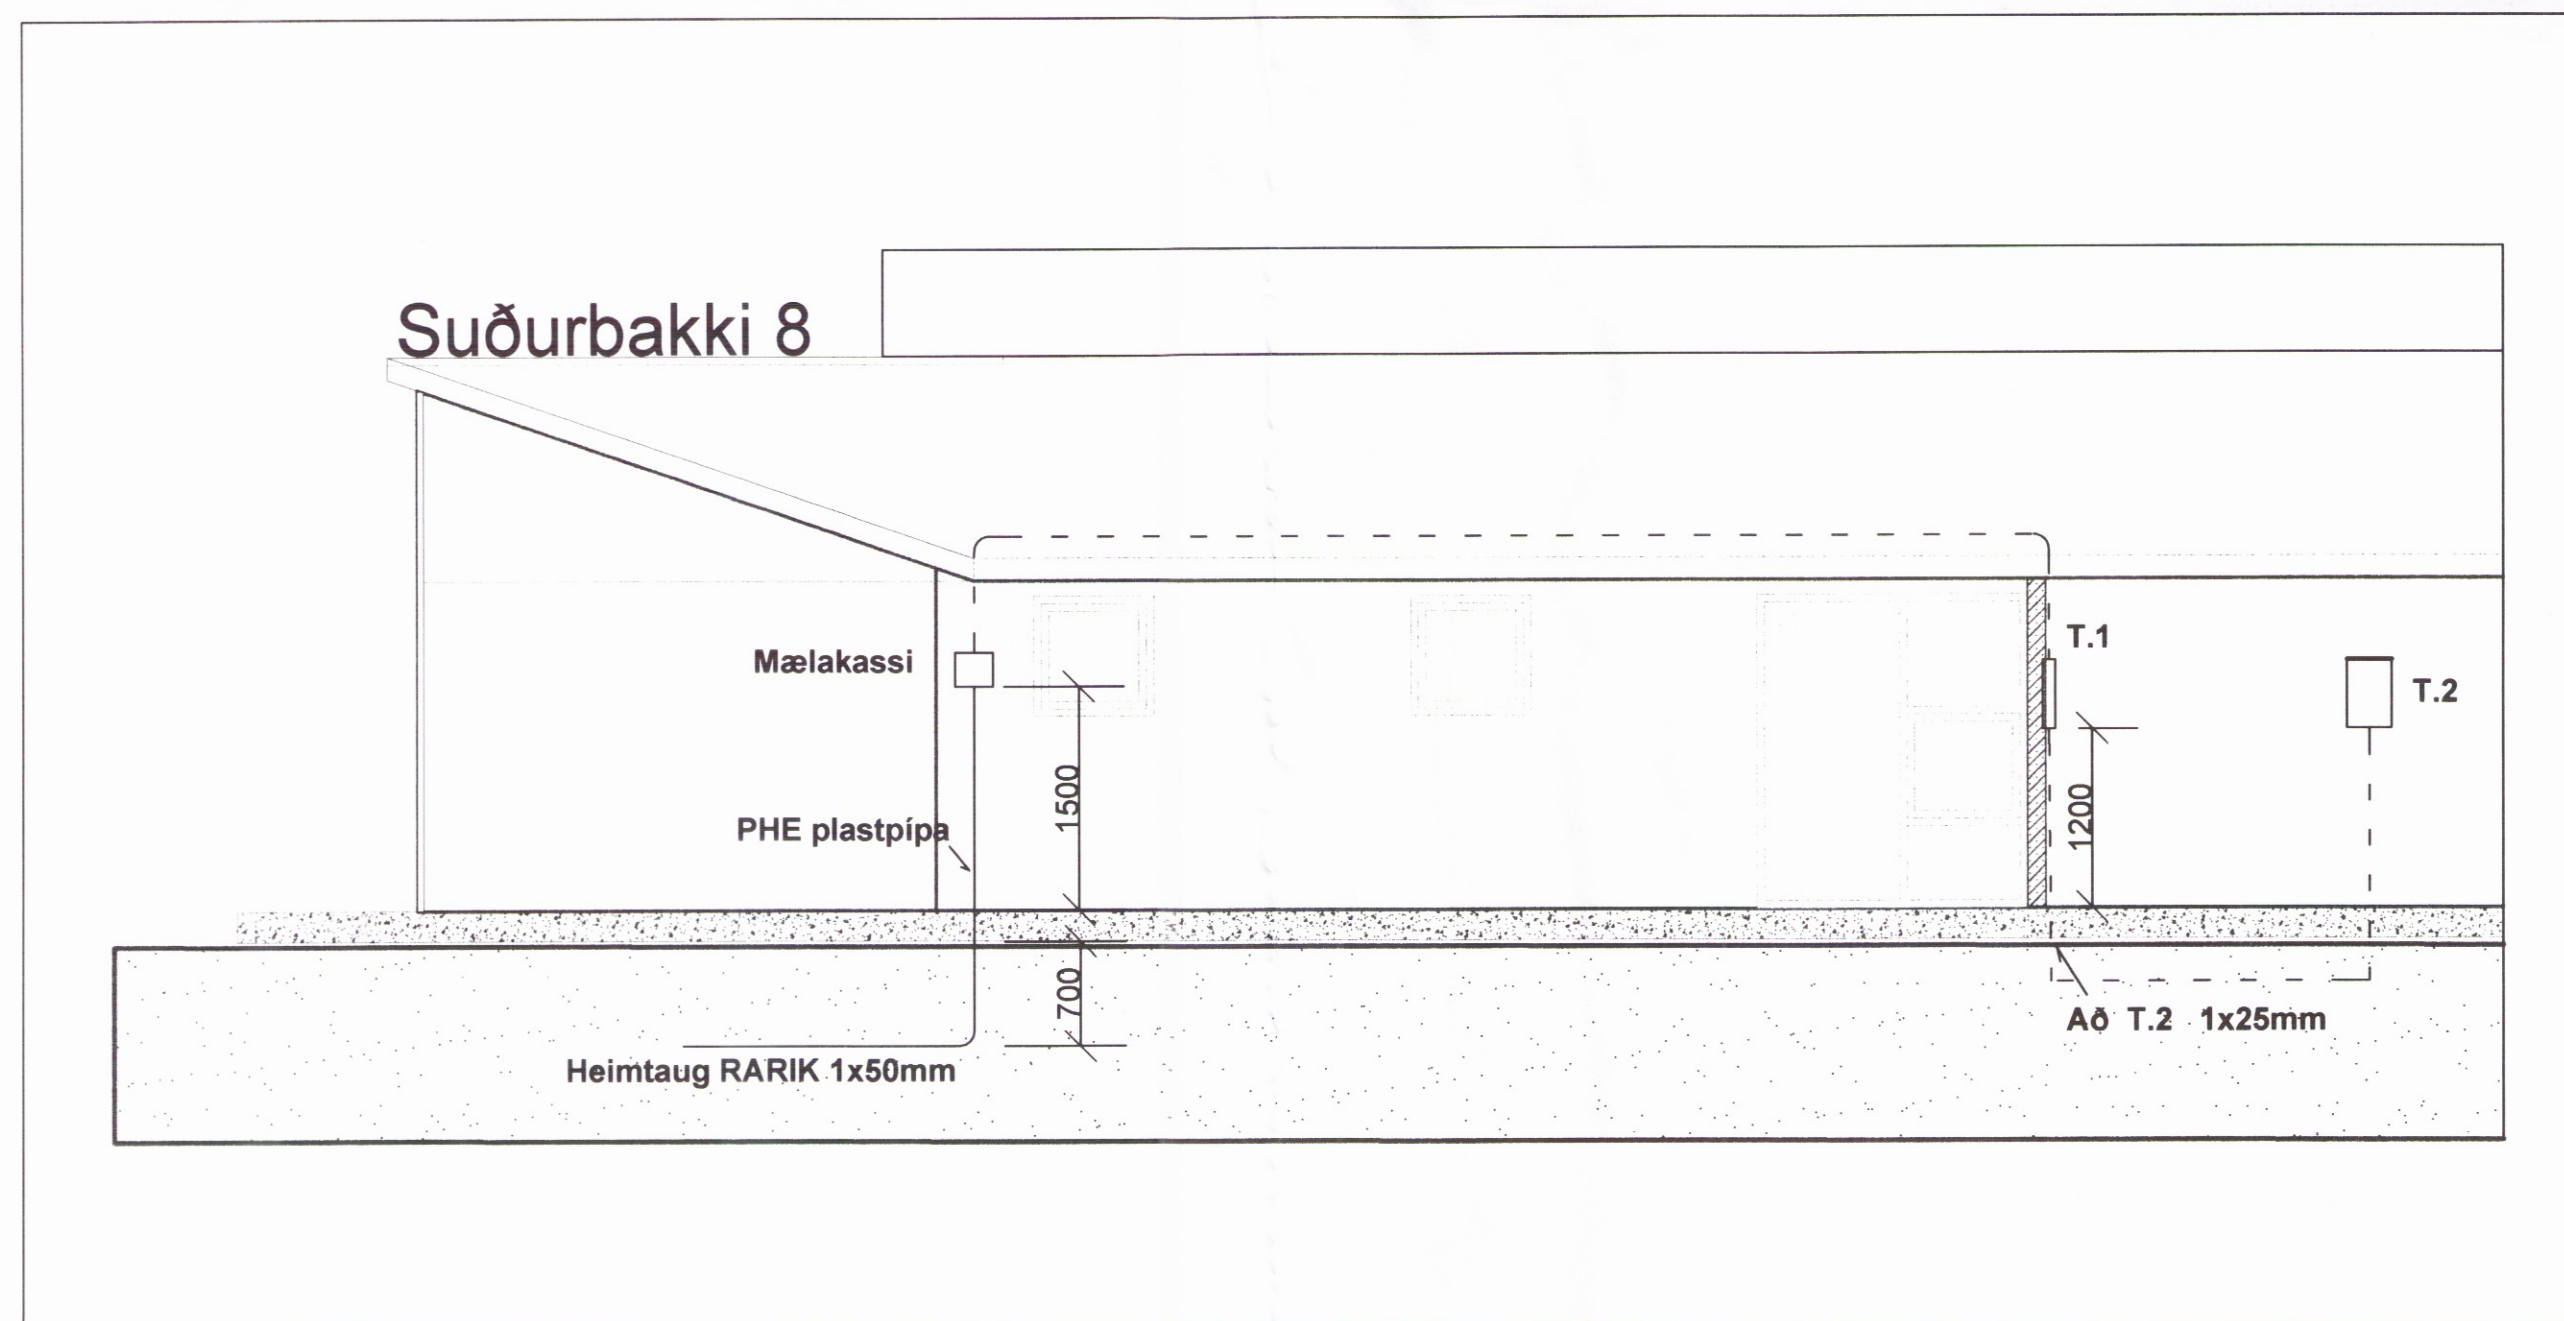 Suðurbakki 8
T.1
Mælakassi
T.2
1500
1200
PHE plastpípa
700
Að T.2 1x25mm
Heimtaug RARIK 1x50mm